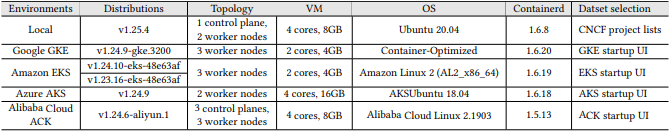 Environments Distributions Topology VM OS Containerd Datset selection
Local v1.25.4 1 control plane, 2 worker nodes 4 cores, 8GB Ubuntu 20.04 1.6.8 CNCF project lists
Google GKE v1.24.9-gke.3200 3 worker nodes 2 cores, 4GB Container-Optimized 1.6.20 GKE startup UI
Amazon EKS v1.24.10-eks-48e63af v1.23.16-eks-48e63af 3 worker nodes 2 cores, 4GB Amazon Linux 2 (AL2_x86_64) 1.6.19 EKS startup UI
Azure AKS v1.24.9 2 worker nodes 4 cores, 16GB AKSUbuntu 18.04 1.6.18 AKS startup UI
Alibaba Cloud ACK v1.24.6-aliyun.1 3 control planes, 3 worker nodes 4 cores, 8GB Alibaba Cloud Linux 2.1903 1.5.13 ACK startup UI